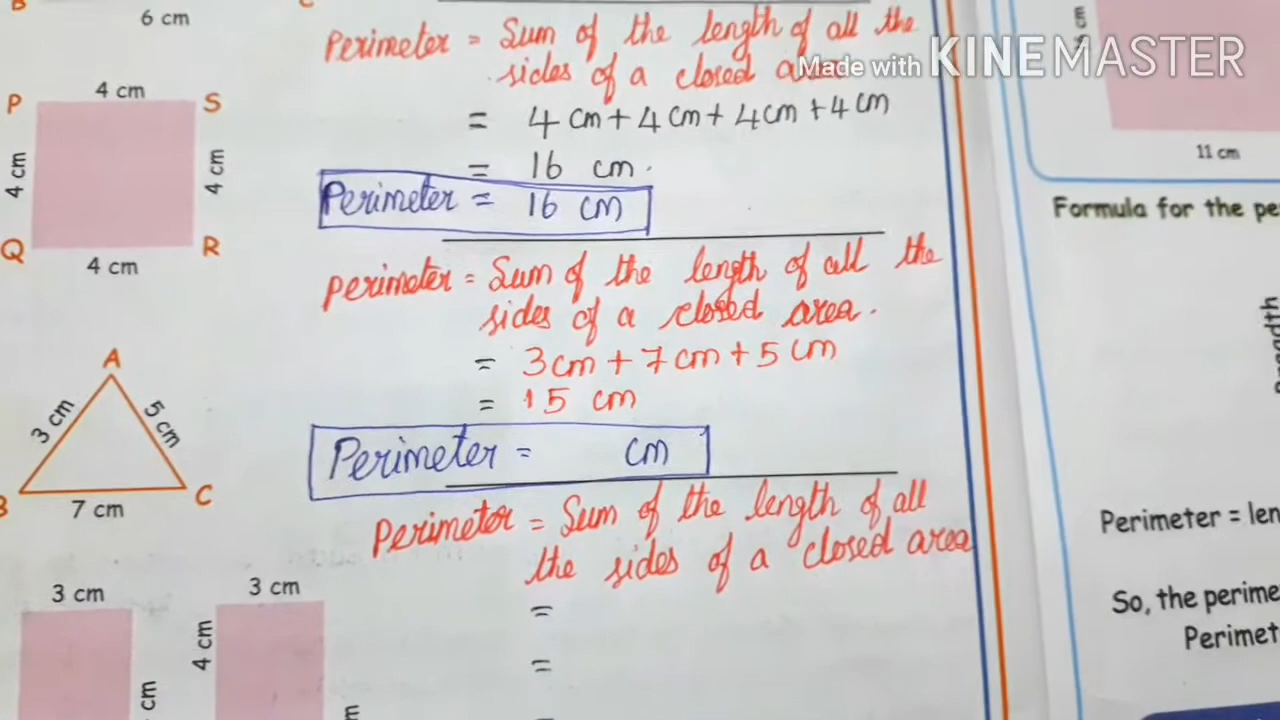 6 cm
Perimeter = Sum of the length of all the
sides of a closed
Made with KINEMASTER
= 4 cm + 4 cm + 4 cm + 4 cm
= 16 cm.
Perimeter = 16 cm
P 4 cm S
4 cm 4 cm
Q 4 cm R
perimeter = Sum of the length of all the
sides of a closed area.
= 3 cm + 7 cm + 5 cm
= 15 cm
Perimeter = cm
A
3 cm 5 cm
B 7 cm C
Perimeter = Sum of the length of all
the sides of a closed area
=
=
3 cm 3 cm
4 cm
cm
11 cm
Formula for the pe
Perimeter = len
So, the perime
Perimet